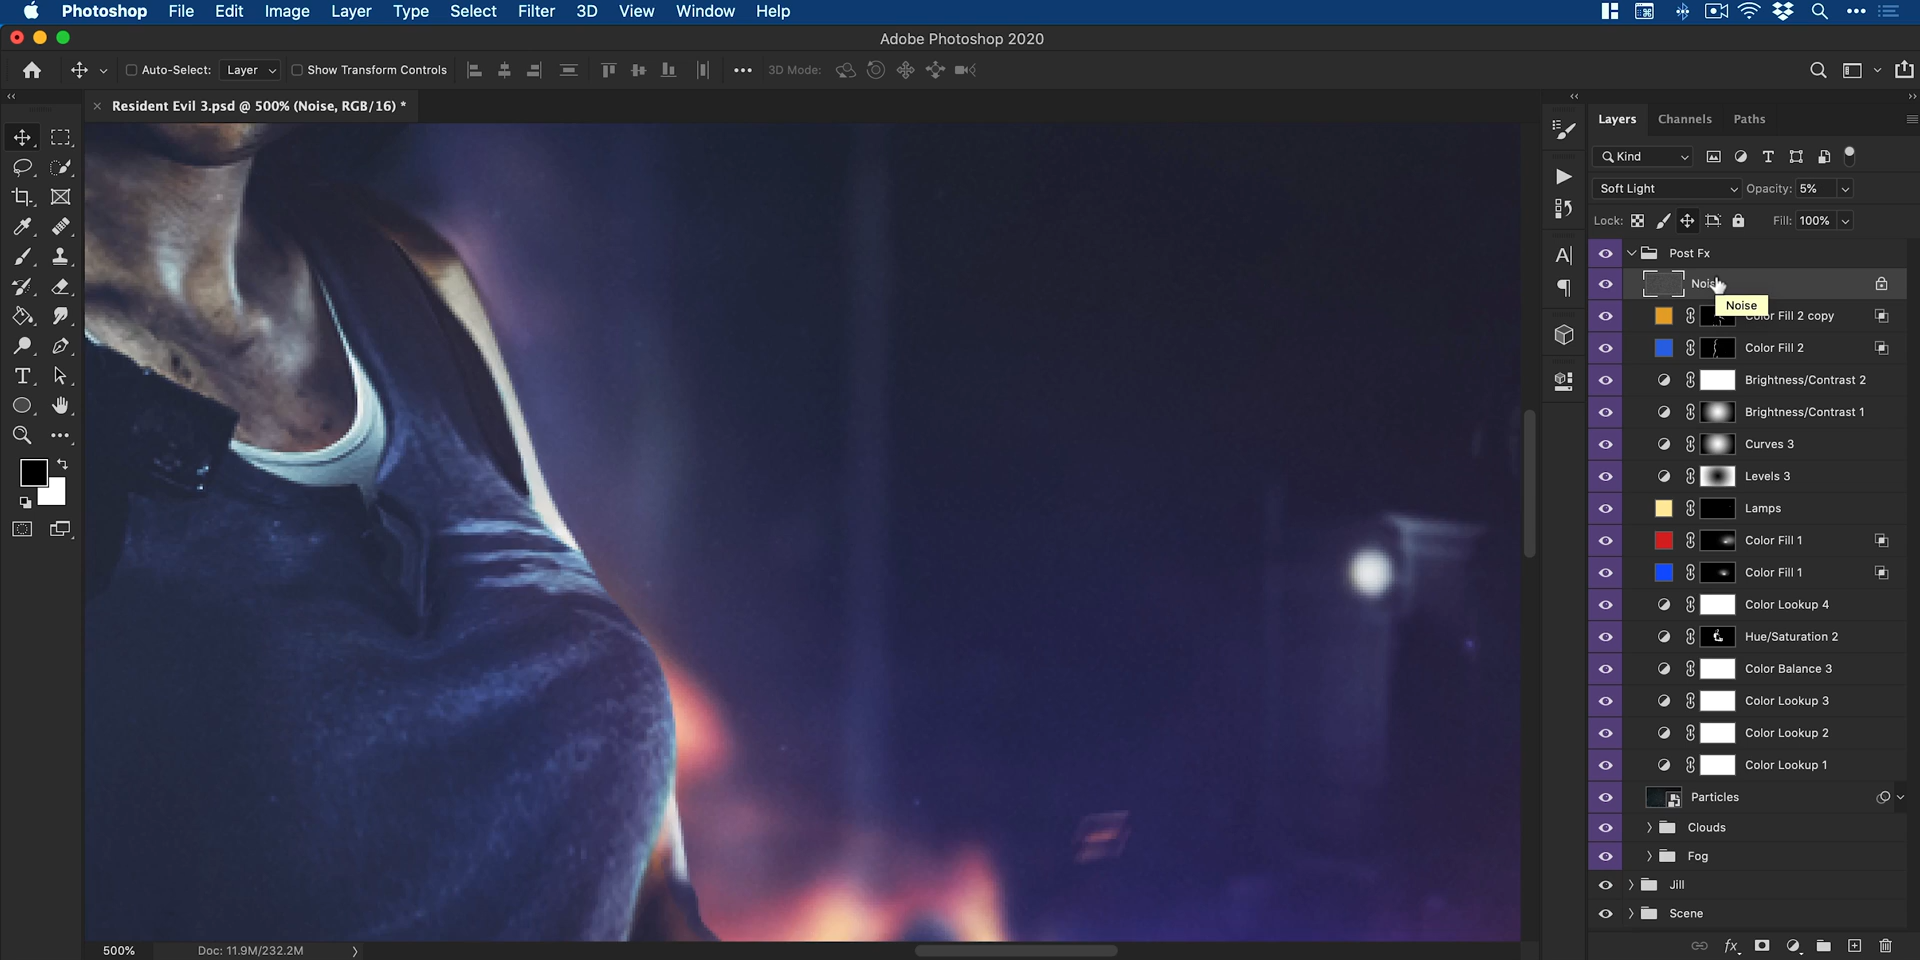 Photoshop File Edit Image Layer Type Select Filter 3D View Window Help
Adobe Photoshop 2020
Auto-Select: Layer Show Transform Controls 3D Mode:
Resident Evil 3.psd @ 500% (Noise, RGB/16) *
Layers Channels Paths
Kind
Soft Light Opacity: 5%
Lock: Fill: 100%
Post Fx
Nois
Noise
Color Fill 2 copy
Color Fill 2
Brightness/Contrast 2
Brightness/Contrast 1
Curves 3
Levels 3
Lamps
Color Fill 1
Color Fill 1
Color Lookup 4
Hue/Saturation 2
Color Balance 3
Color Lookup 3
Color Lookup 2
Color Lookup 1
Particles
Clouds
Fog
Jill
Scene
500% Doc: 11.9M/232.2M